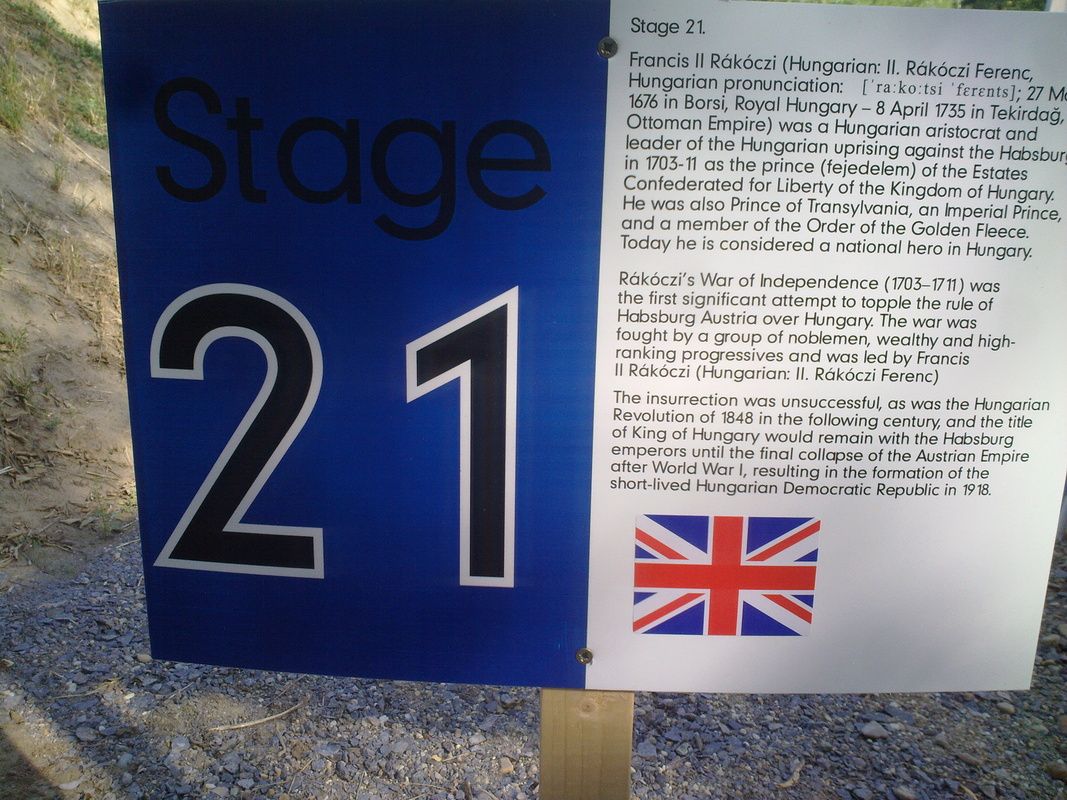 Stage
21
Stage 21.
Francis II Rákóczi (Hungarian: II. Rákóczi Ferenc,
Hungarian pronunciation: [ˈraːkoːtsi ˈfɛrɛnts]; 27 Ma
1676 in Borsi, Royal Hungary – 8 April 1735 in Tekirdağ,
Ottoman Empire) was a Hungarian aristocrat and
leader of the Hungarian uprising against the Habsburg
in 1703-11 as the prince (fejedelem) of the Estates
Confederated for Liberty of the Kingdom of Hungary.
He was also Prince of Transylvania, an Imperial Prince,
and a member of the Order of the Golden Fleece.
Today he is considered a national hero in Hungary.
Rákóczi's War of Independence (1703–1711) was
the first significant attempt to topple the rule of
Habsburg Austria over Hungary. The war was
fought by a group of noblemen, wealthy and high-
ranking progressives and was led by Francis
II Rákóczi (Hungarian: II. Rákóczi Ferenc)
The insurrection was unsuccessful, as was the Hungarian
Revolution of 1848 in the following century, and the title
of King of Hungary would remain with the Habsburg
emperors until the final collapse of the Austrian Empire
after World War I, resulting in the formation of the
short-lived Hungarian Democratic Republic in 1918.